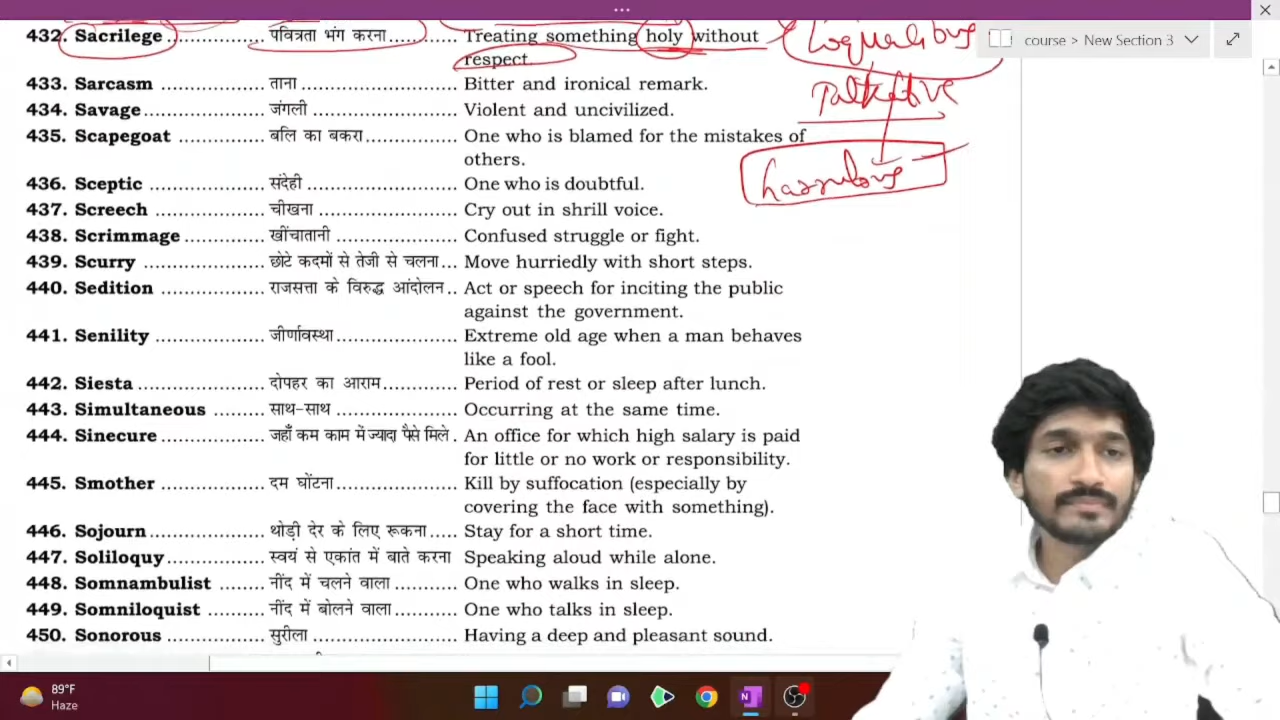 course > New Section 3
432. Sacrilege .................. पवित्रता भंग करना ........ Treating something holy without
respect.
Talkative
433. Sarcasm .................. ताना ........................ Bitter and ironical remark.
434. Savage .................... जंगली ...................... Violent and uncivilized.
435. Scapegoat .............. बलि का बकरा .............. One who is blamed for the mistakes of
others.
436. Sceptic .................... संदेही ...................... One who is doubtful.
437. Screech .................. चीखना .................... Cry out in shrill voice.
438. Scrimmage ............. खींचातानी .................. Confused struggle or fight.
439. Scurry .................... छोटे कदमों से तेजी से चलना ... Move hurriedly with short steps.
440. Sedition .................. राजसत्ता के विरुद्ध आंदोलन .. Act or speech for inciting the public
against the government.
441. Senility .................. जीर्णावस्था .................... Extreme old age when a man behaves
like a fool.
442. Siesta ..................... दोपहर का आराम ............ Period of rest or sleep after lunch.
443. Simultaneous ........ साथ-साथ .................... Occurring at the same time.
444. Sinecure ................. जहाँ कम काम में ज्यादा पैसे मिले . An office for which high salary is paid
for little or no work or responsibility.
445. Smother .................. दम घोंटना .................... Kill by suffocation (especially by
covering the face with something).
446. Sojourn ................... थोड़ी देर के लिए रूकना ..... Stay for a short time.
447. Soliloquy ................ स्वयं से एकांत में बाते करना Speaking aloud while alone.
448. Somnambulist ....... नींद में चलने वाला ........... One who walks in sleep.
449. Somniloquist ......... नींद में बोलने वाला ........... One who talks in sleep.
450. Sonorous ................ सुरीला ....................... Having a deep and pleasant sound.
89°F
Haze